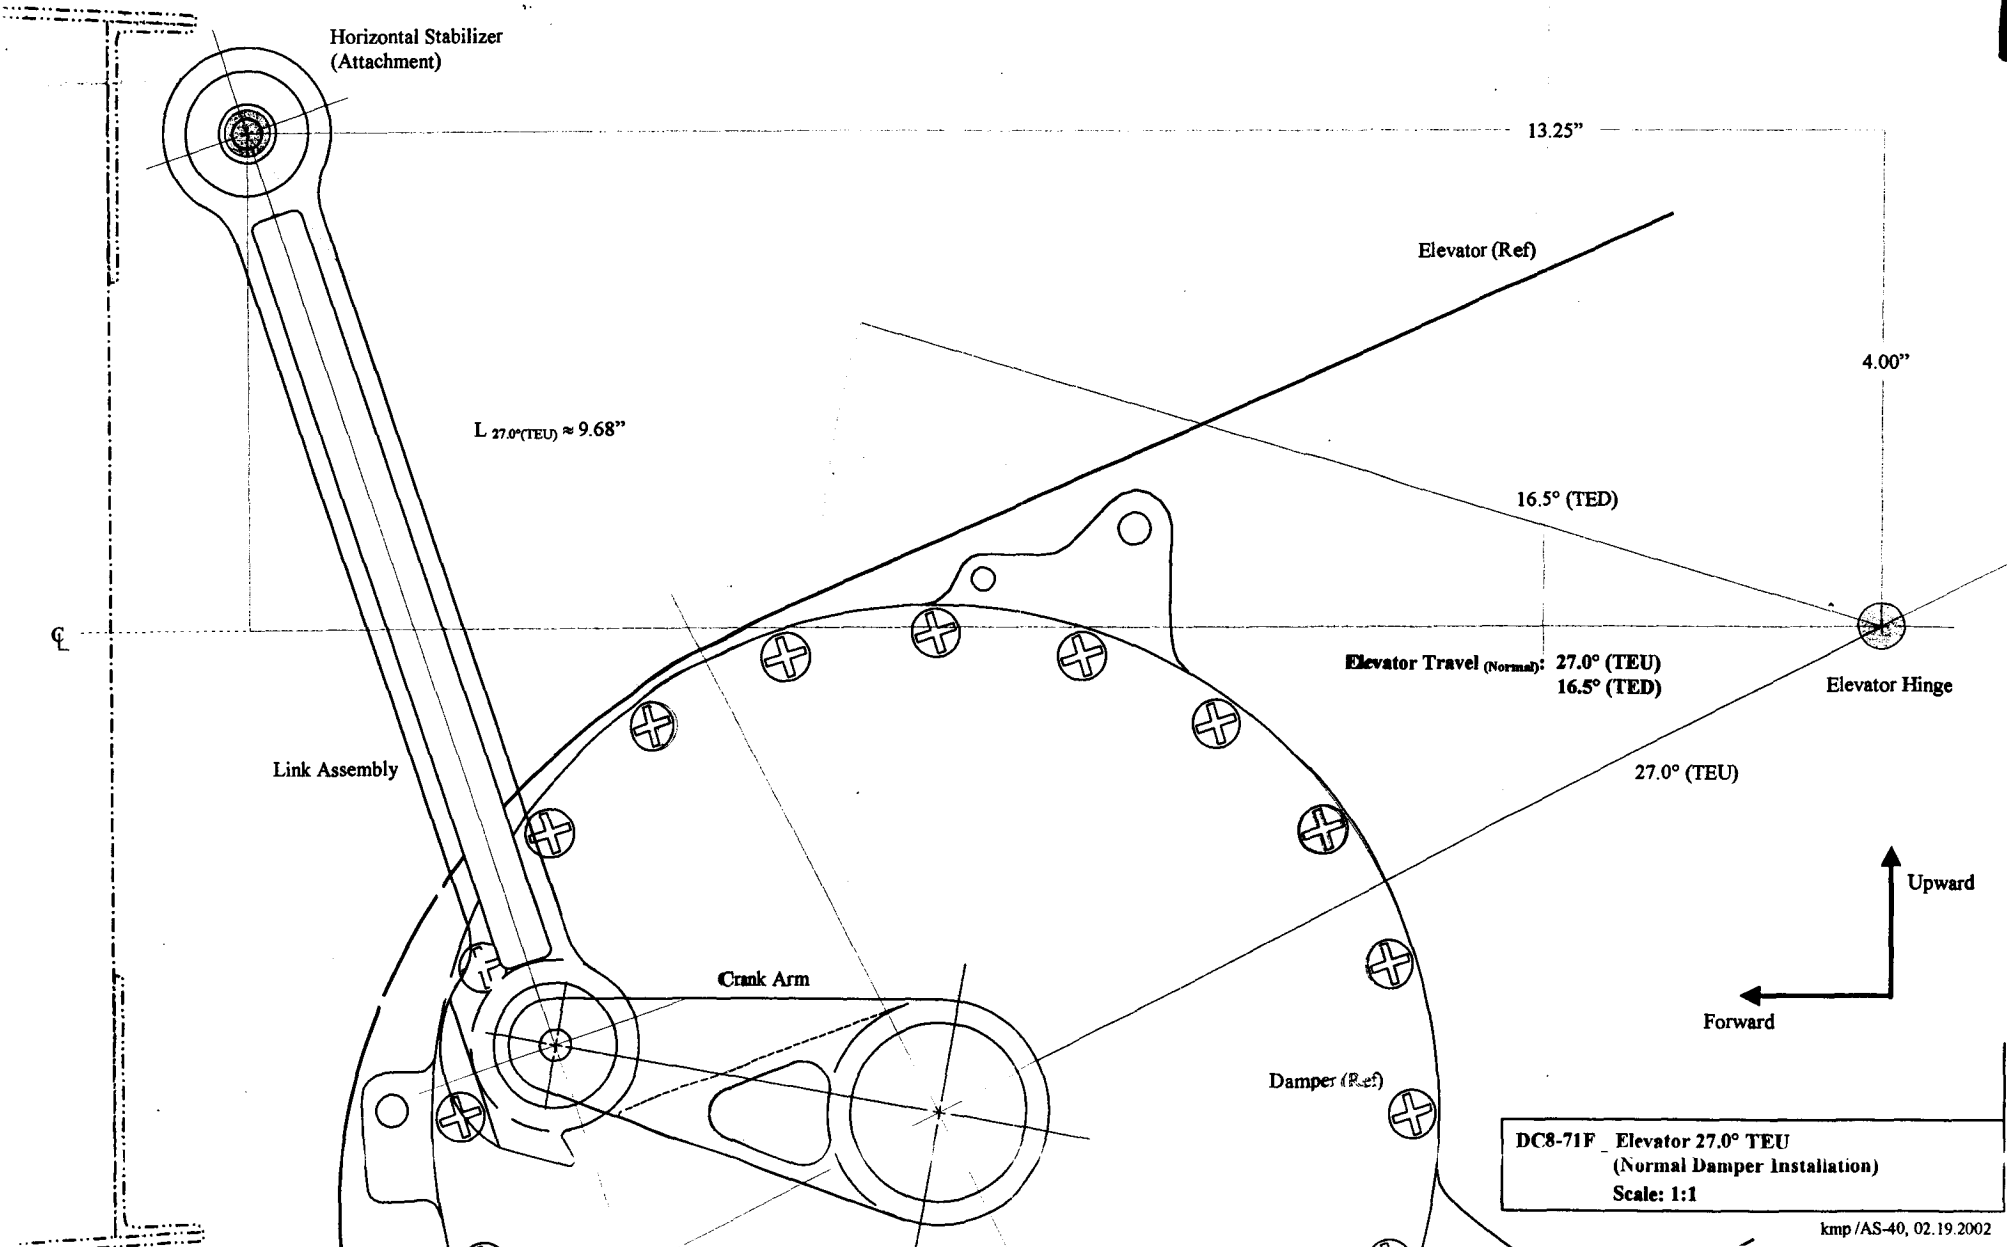 Horizontal Stabilizer
(Attachment)
13.25”
Elevator (Ref)
4.00”
L 27.0°(TEU) ≈ 9.68”
16.5° (TED)
℄
Elevator Travel (Normal): 27.0° (TEU)
16.5° (TED)
Elevator Hinge
Link Assembly
27.0° (TEU)
Upward
Crank Arm
Forward
Damper (Ref)
DC8-71F _ Elevator 27.0° TEU
(Normal Damper Installation)
Scale: 1:1
kmp /AS-40, 02.19.2002